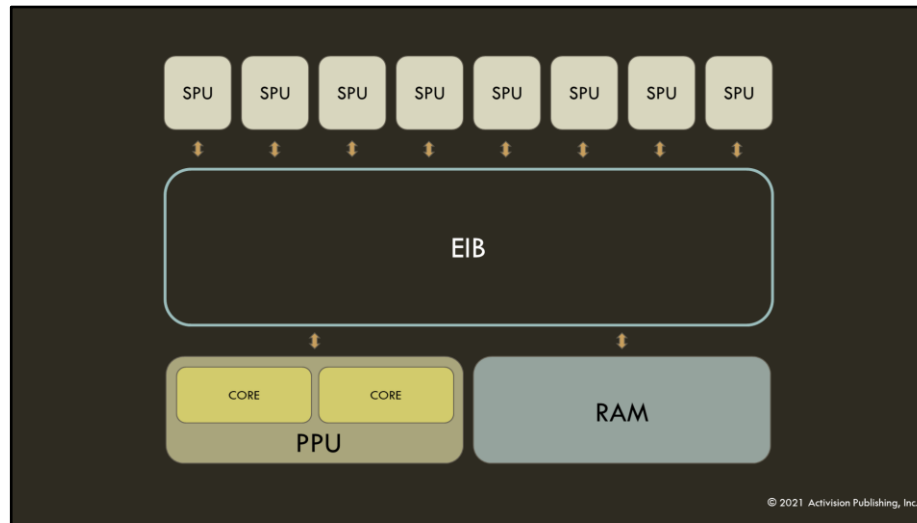 SPU SPU SPU SPU SPU SPU SPU SPU
EIB
CORE CORE
PPU
RAM
© 2021 Activision Publishing, Inc.